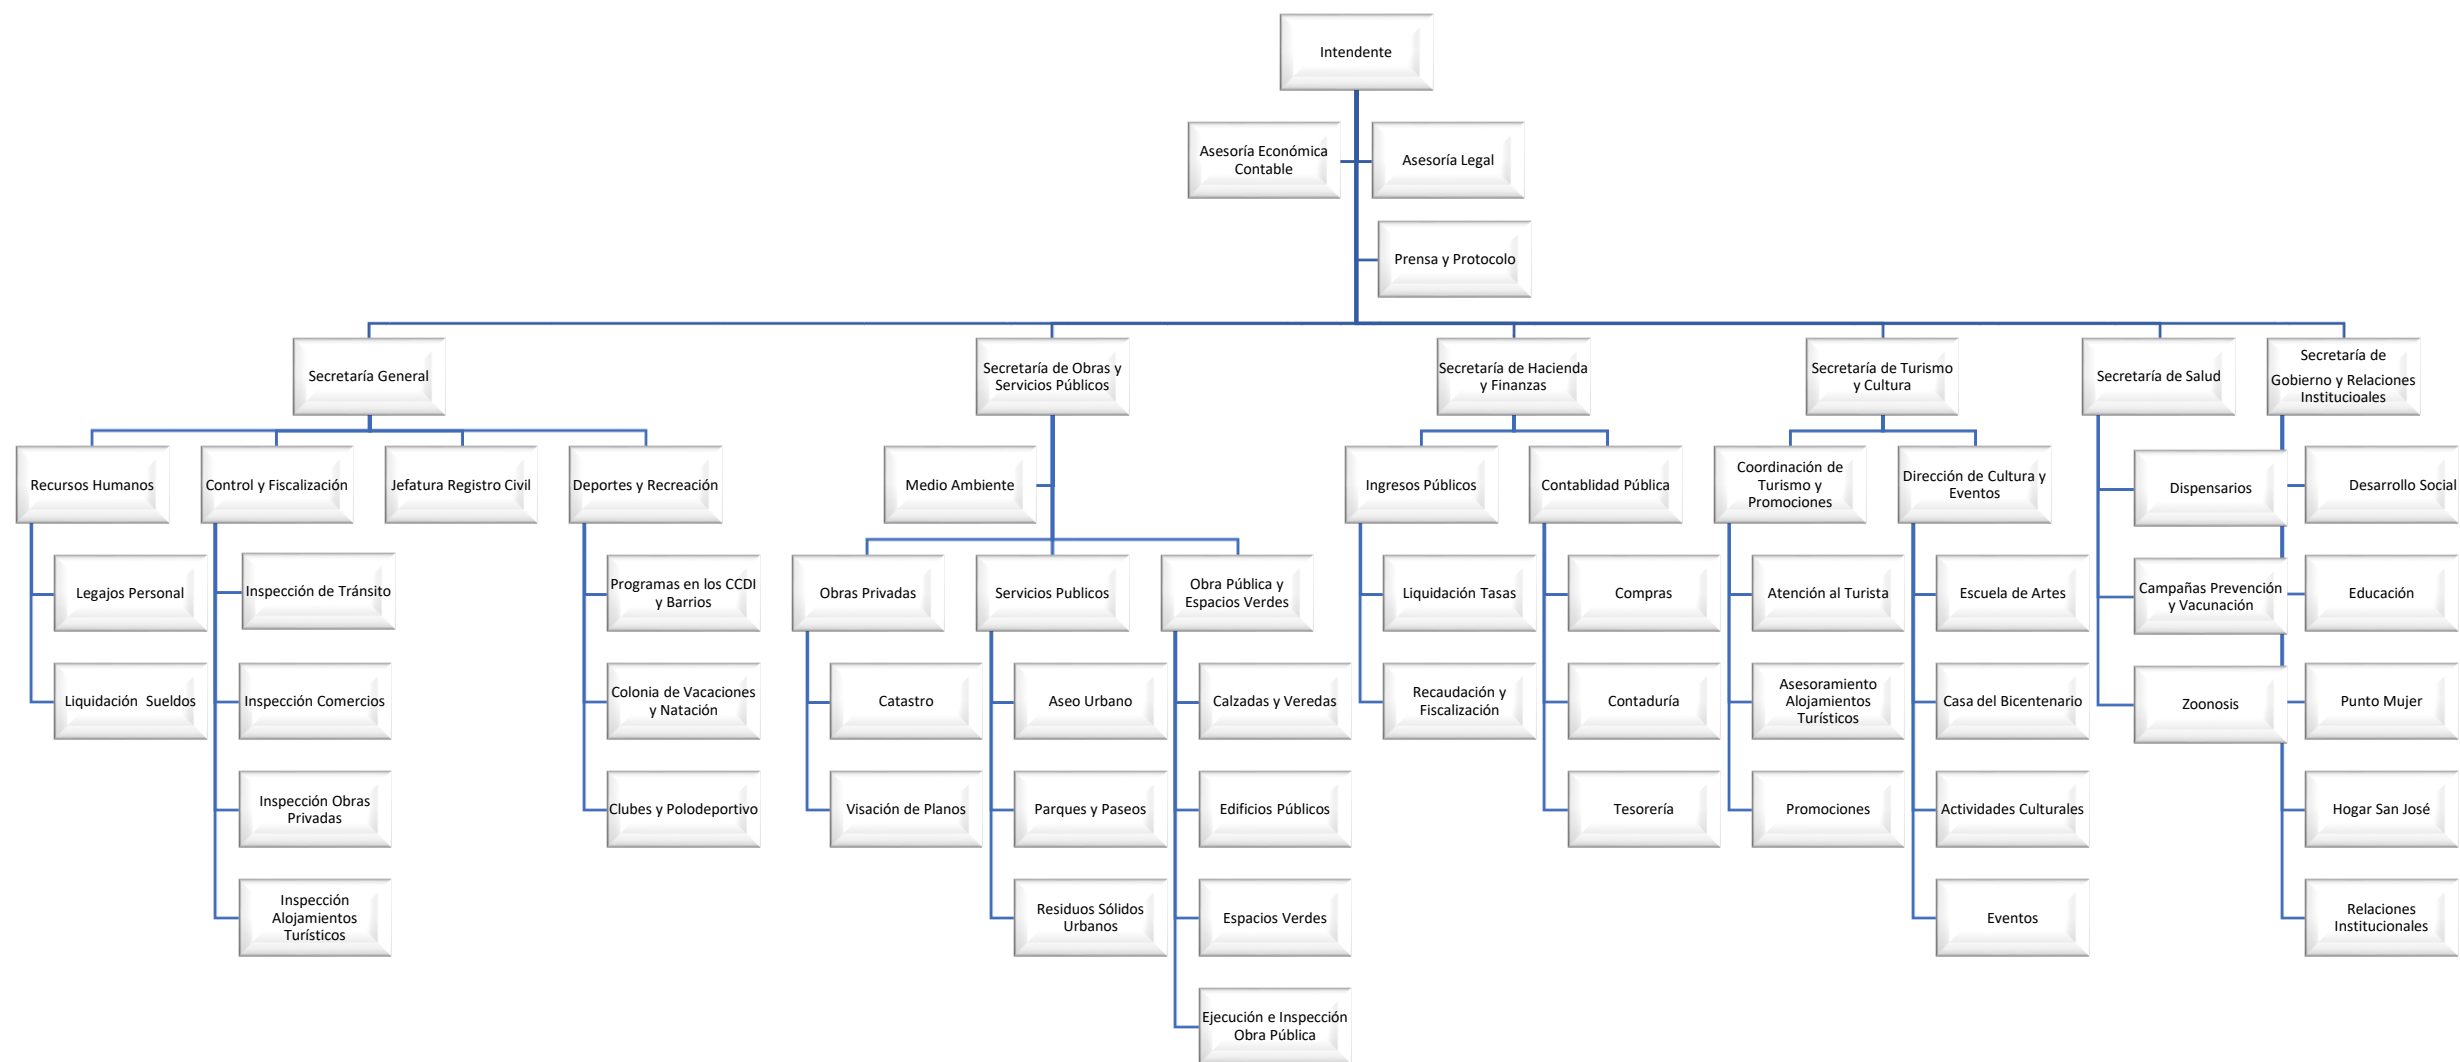 Intendente
Asesoría Económica
Contable
Asesoría Legal
Prensa y Protocolo
Secretaría General
Secretaría de Obras y
Servicios Públicos
Secretaría de Hacienda
y Finanzas
Secretaría de Turismo
y Cultura
Secretaría de Salud
Secretaría de
Gobierno y Relaciones
Institucioales
Recursos Humanos
Control y Fiscalización
Jefatura Registro Civil
Deportes y Recreación
Medio Ambiente
Ingresos Públicos
Contablidad Pública
Coordinación de
Turismo y
Promociones
Dirección de Cultura y
Eventos
Dispensarios
Desarrollo Social
Legajos Personal
Inspección de Tránsito
Programas en los CCDI
y Barrios
Obras Privadas
Servicios Publicos
Obra Pública y
Espacios Verdes
Liquidación Tasas
Compras
Atención al Turista
Escuela de Artes
Campañas Prevención
y Vacunación
Educación
Liquidación  Sueldos
Inspección Comercios
Colonia de Vacaciones
y Natación
Catastro
Aseo Urbano
Calzadas y Veredas
Recaudación y
Fiscalización
Contaduría
Asesoramiento
Alojamientos
Turísticos
Casa del Bicentenario
Zoonosis
Punto Mujer
Inspección Obras
Privadas
Clubes y Polodeportivo
Visación de Planos
Parques y Paseos
Edificios Públicos
Tesorería
Promociones
Actividades Culturales
Hogar San José
Inspección
Alojamientos
Turísticos
Residuos Sólidos
Urbanos
Espacios Verdes
Eventos
Relaciones
Institucionales
Ejecución e Inspección
Obra Pública